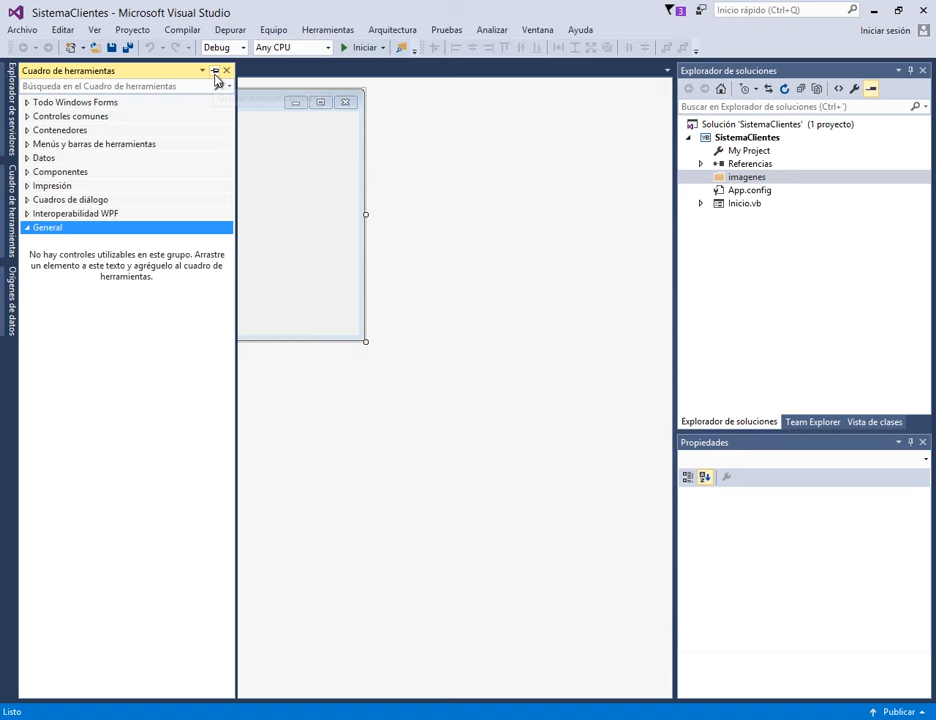 SistemaClientes - Microsoft Visual Studio
3
Inicio rápido (Ctrl+Q)
Archivo Editar Ver Proyecto Compilar Depurar Equipo Herramientas Arquitectura Pruebas Analizar Ventana Ayuda
Iniciar sesión
Debug Any CPU Iniciar
Explorador de servidores
Cuadro de herramientas
Orígenes de datos
Cuadro de herramientas
Búsqueda en el Cuadro de herramientas
Todo Windows Forms
Controles comunes
Contenedores
Menús y barras de herramientas
Datos
Componentes
Impresión
Cuadros de diálogo
Interoperabilidad WPF
General
No hay controles utilizables en este grupo. Arrastre
un elemento a este texto y agréguelo al cuadro de
herramientas.
Explorador de soluciones
Buscar en Explorador de soluciones (Ctrl+´)
Solución 'SistemaClientes' (1 proyecto)
VB SistemaClientes
My Project
Referencias
imagenes
App.config
Inicio.vb
Explorador de soluciones Team Explorer Vista de clases
Propiedades
Listo
Publicar